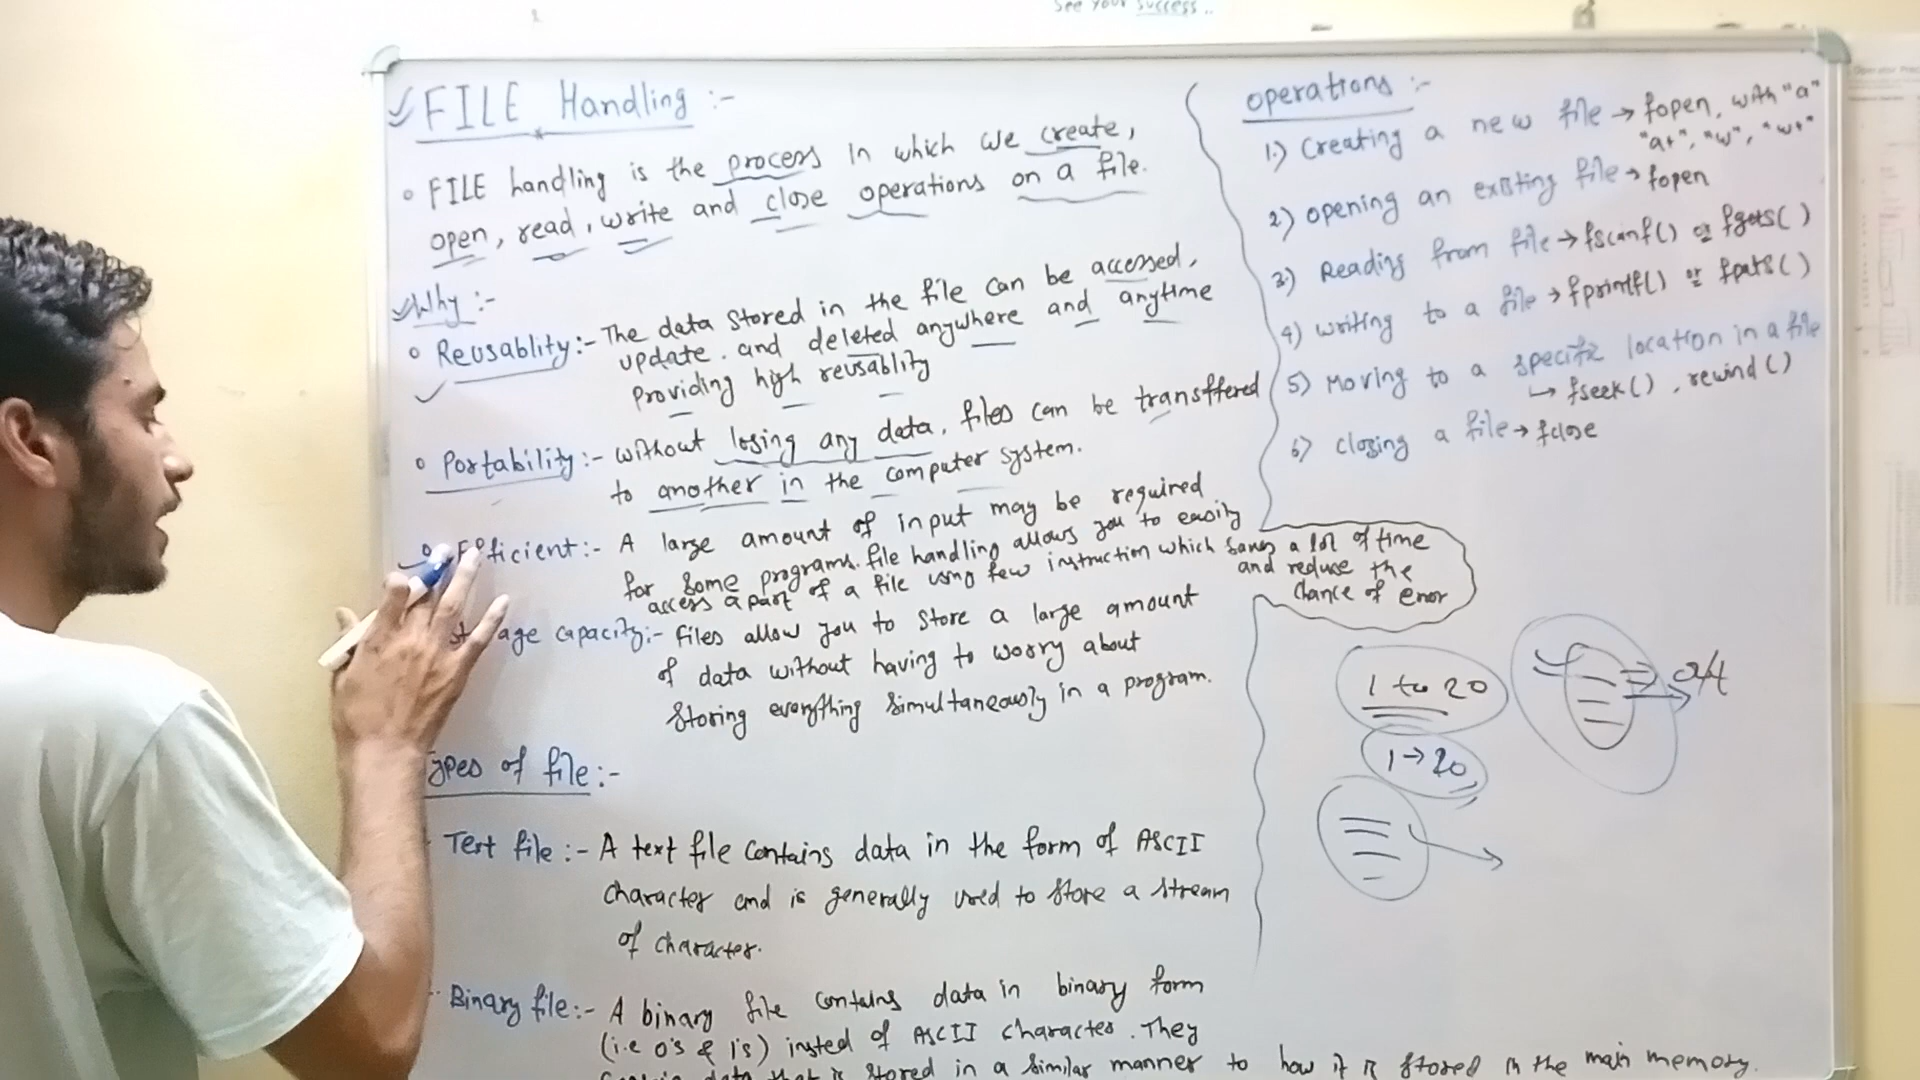 See your success..
FILE Handling :-
• FILE handling is the process in which we create,
open, read, write and close operations on a file.
Why :-
• Reusablity :- The data stored in the file can be accessed,
update. and deleted anywhere and anytime
Providing high reusablity
• Portability :- without losing any data, files can be transffered
to another in the computer system.
• Efficient :- A large amount of input may be required
for some programs. file handling allows you to easily
access a part of a file using few instruction which saves a lot of time
and reduce the
chance of error
capacity :- Files allow you to store a large amount
of data without having to worry about
Storing everything simultaneously in a program.
ypes of file :-
Text file :- A text file contains data in the form of ASCII
character and is generally used to store a stream
of character.
Binary file :- A binary file contains data in binary form
(i.e 0's & 1's) insted of ASCII character. They
data that is stored in a similar manner to how it is stored in the main memory.
operations :-
1) Creating a new file → fopen, with "a"
"a+", "w", "w+"
2) opening an existing file → fopen
3) Reading from file → fscanf() or fgets()
4) writing to a file → fprintf() or fputs()
5) Moving to a specific location in a file
↳ fseek(), rewind()
6) closing a file → fclose
1 to 20
1 → 20